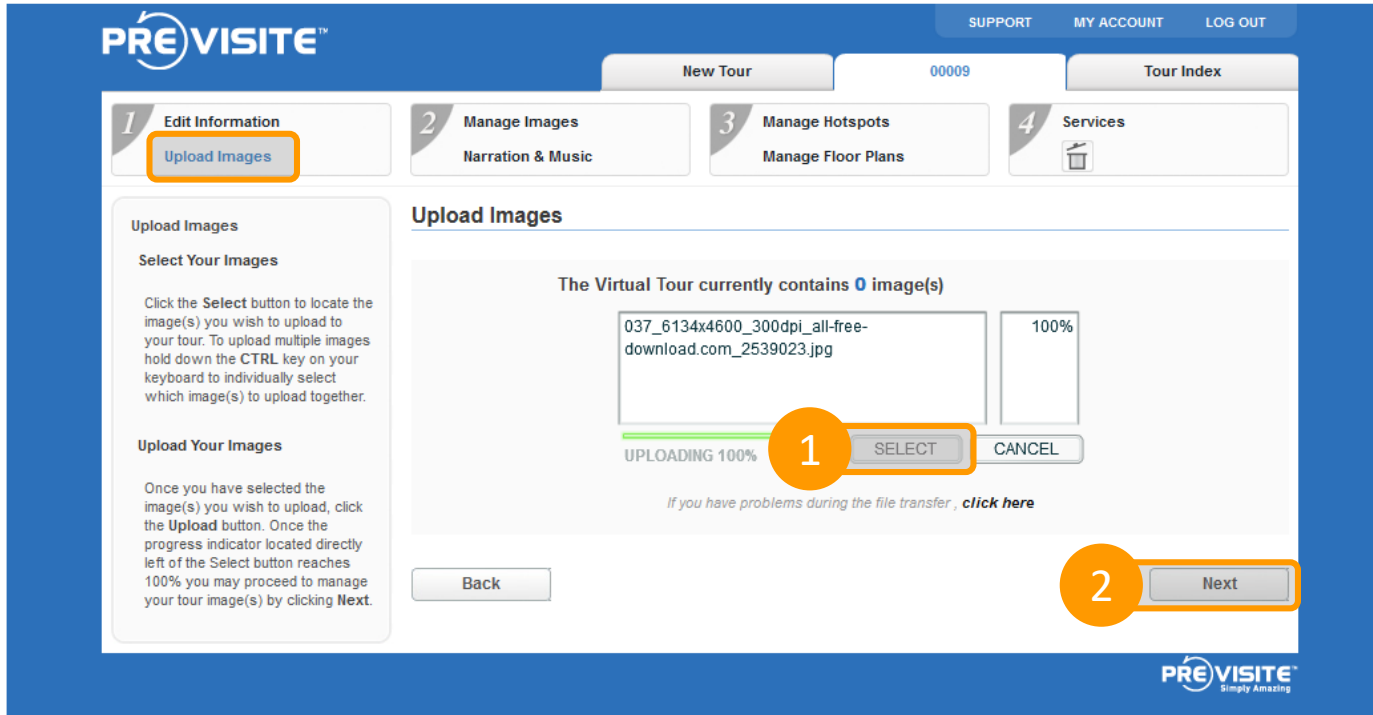 PREVISITE™
SUPPORT MY ACCOUNT LOG OUT
New Tour 00009 Tour Index
1 Edit Information
Upload Images
2 Manage Images
Narration & Music
3 Manage Hotspots
Manage Floor Plans
4 Services
Upload Images
Select Your Images
Click the Select button to locate the
image(s) you wish to upload to
your tour. To upload multiple images
hold down the CTRL key on your
keyboard to individually select
which image(s) to upload together.
Upload Your Images
Once you have selected the
image(s) you wish to upload, click
the Upload button. Once the
progress indicator located directly
left of the Select button reaches
100% you may proceed to manage
your tour image(s) by clicking Next.
Upload Images
The Virtual Tour currently contains 0 image(s)
037_6134x4600_300dpi_all-free-
download.com_2539023.jpg
100%
UPLOADING 100% 1 SELECT CANCEL
If you have problems during the file transfer , click here
Back 2 Next
PREVISITE™
Simply Amazing